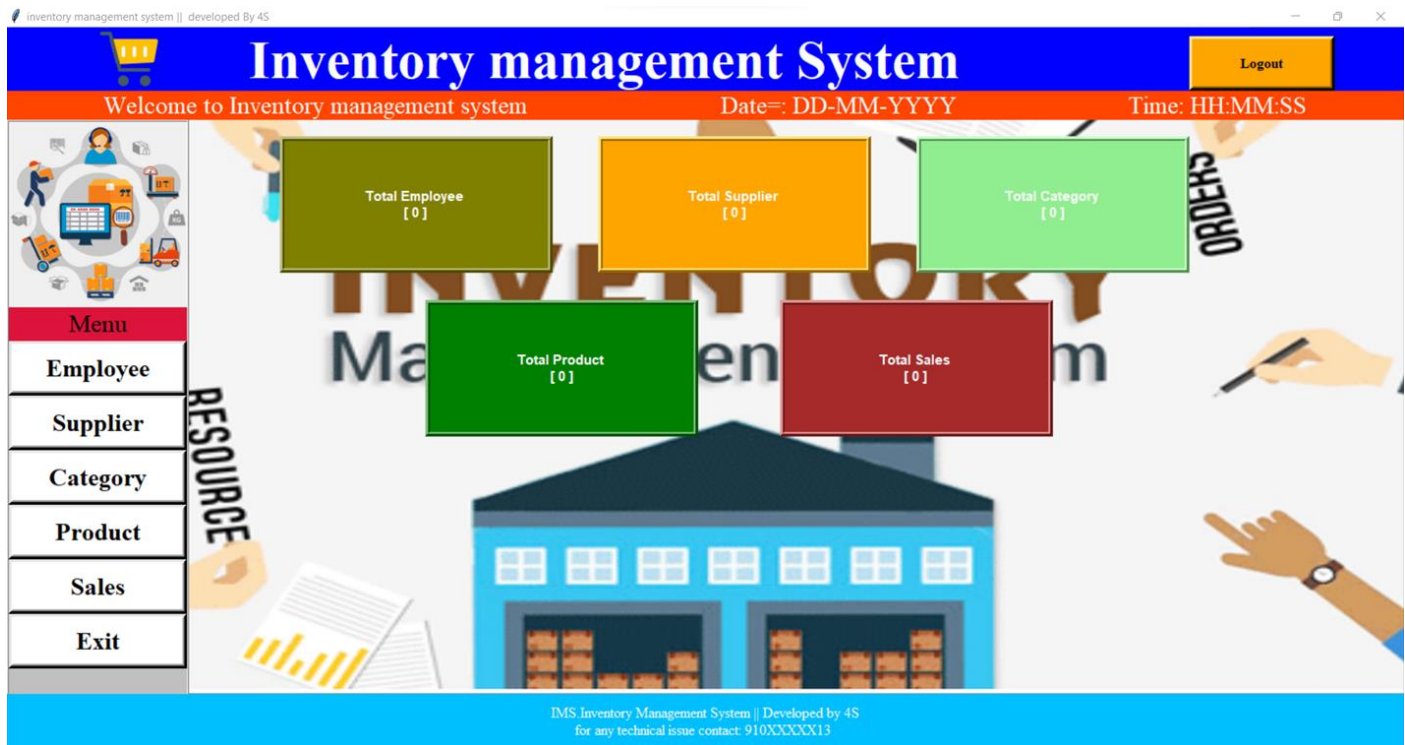 inventory management system || developed By 4S
Inventory management System
Logout
Welcome to Inventory management system
Date=: DD-MM-YYYY
Time: HH:MM:SS
Total Employee
[ 0 ]
Total Supplier
[ 0 ]
Total Category
[ 0 ]
ORDERS
INVENTORY
Total Product
[ 0 ]
Total Sales
[ 0 ]
Menu
Employee
Supplier
Category
Product
Sales
Exit
RESOURCE
IMS.Inventory Management System || Developed by 4S
for any technical issue contact: 910XXXXX13